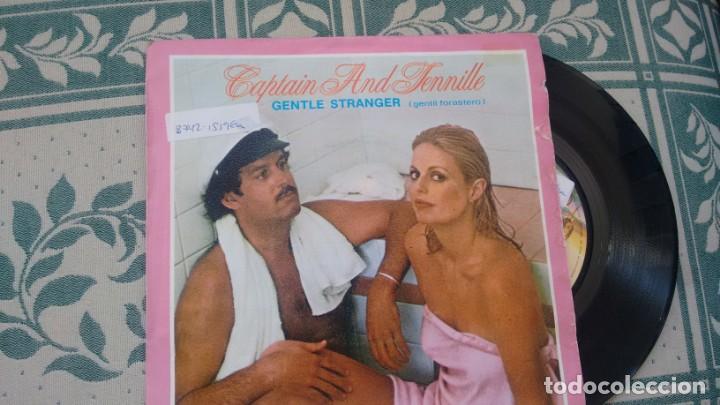 Captain And Tennille
GENTLE STRANGER (gentil forastero)
todocoleccion